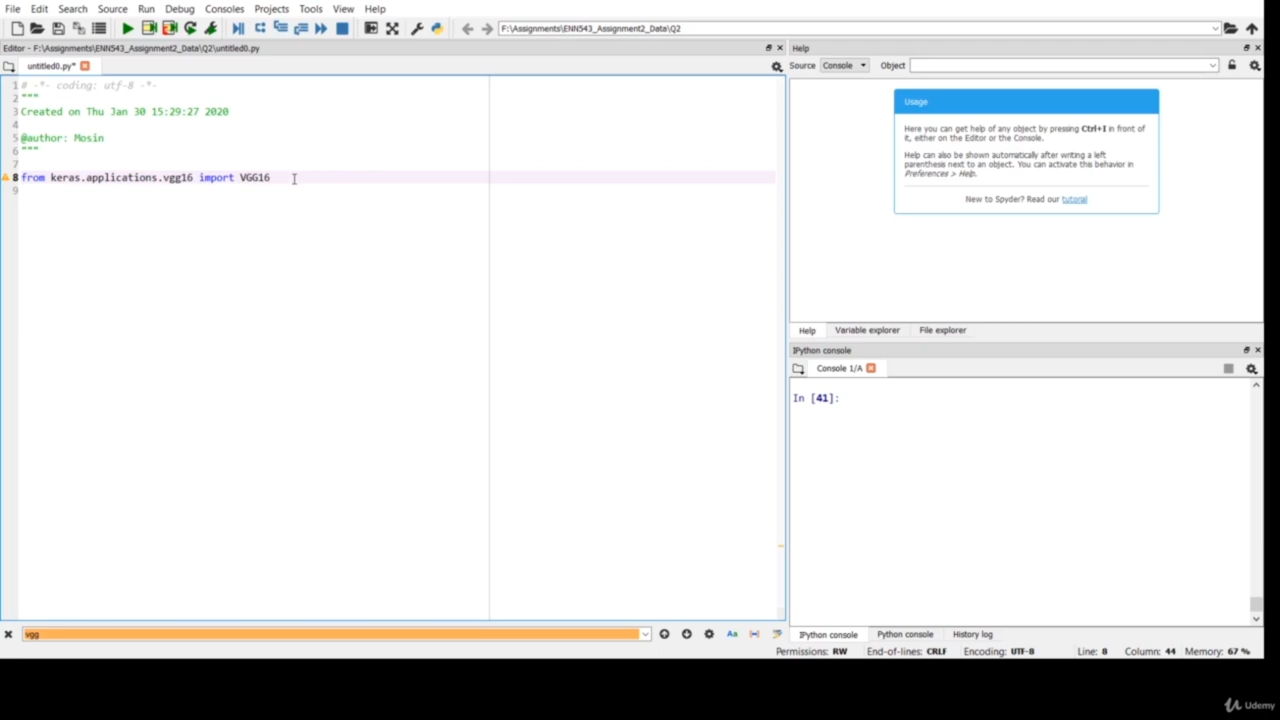 File Edit Search Source Run Debug Consoles Projects Tools View Help
F:\Assignments\ENN543_Assignment2_Data\Q2
Editor - F:\Assignments\ENN543_Assignment2_Data\Q2\untitled0.py
untitled0.py*
1 # -*- coding: utf-8 -*-
2 """
3 Created on Thu Jan 30 15:29:27 2020
4
5 @author: Mosin
6 """
7
8 from keras.applications.vgg16 import VGG16
9
vgg
Aa
Help
Source Console Object
Usage
Here you can get help of any object by pressing Ctrl+I in front of
it, either on the Editor or the Console.
Help can also be shown automatically after writing a left
parenthesis next to an object. You can activate this behavior in
Preferences > Help.
New to Spyder? Read our tutorial
Help Variable explorer File explorer
IPython console
Console 1/A
In [41]:
IPython console Python console History log
Permissions: RW End-of-lines: CRLF Encoding: UTF-8 Line: 8 Column: 44 Memory: 67 %
Udemy